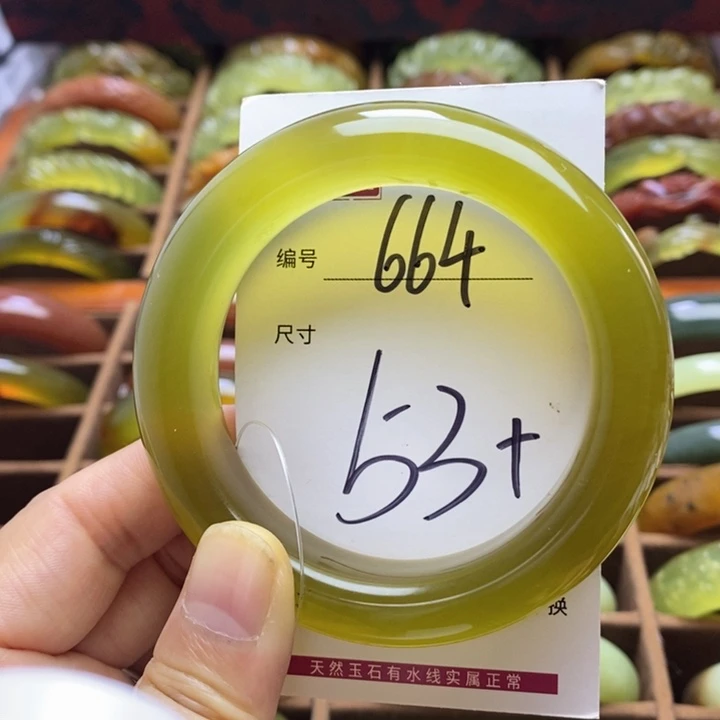 编号 664
尺寸
53+
换
天然玉石有水线实属正常